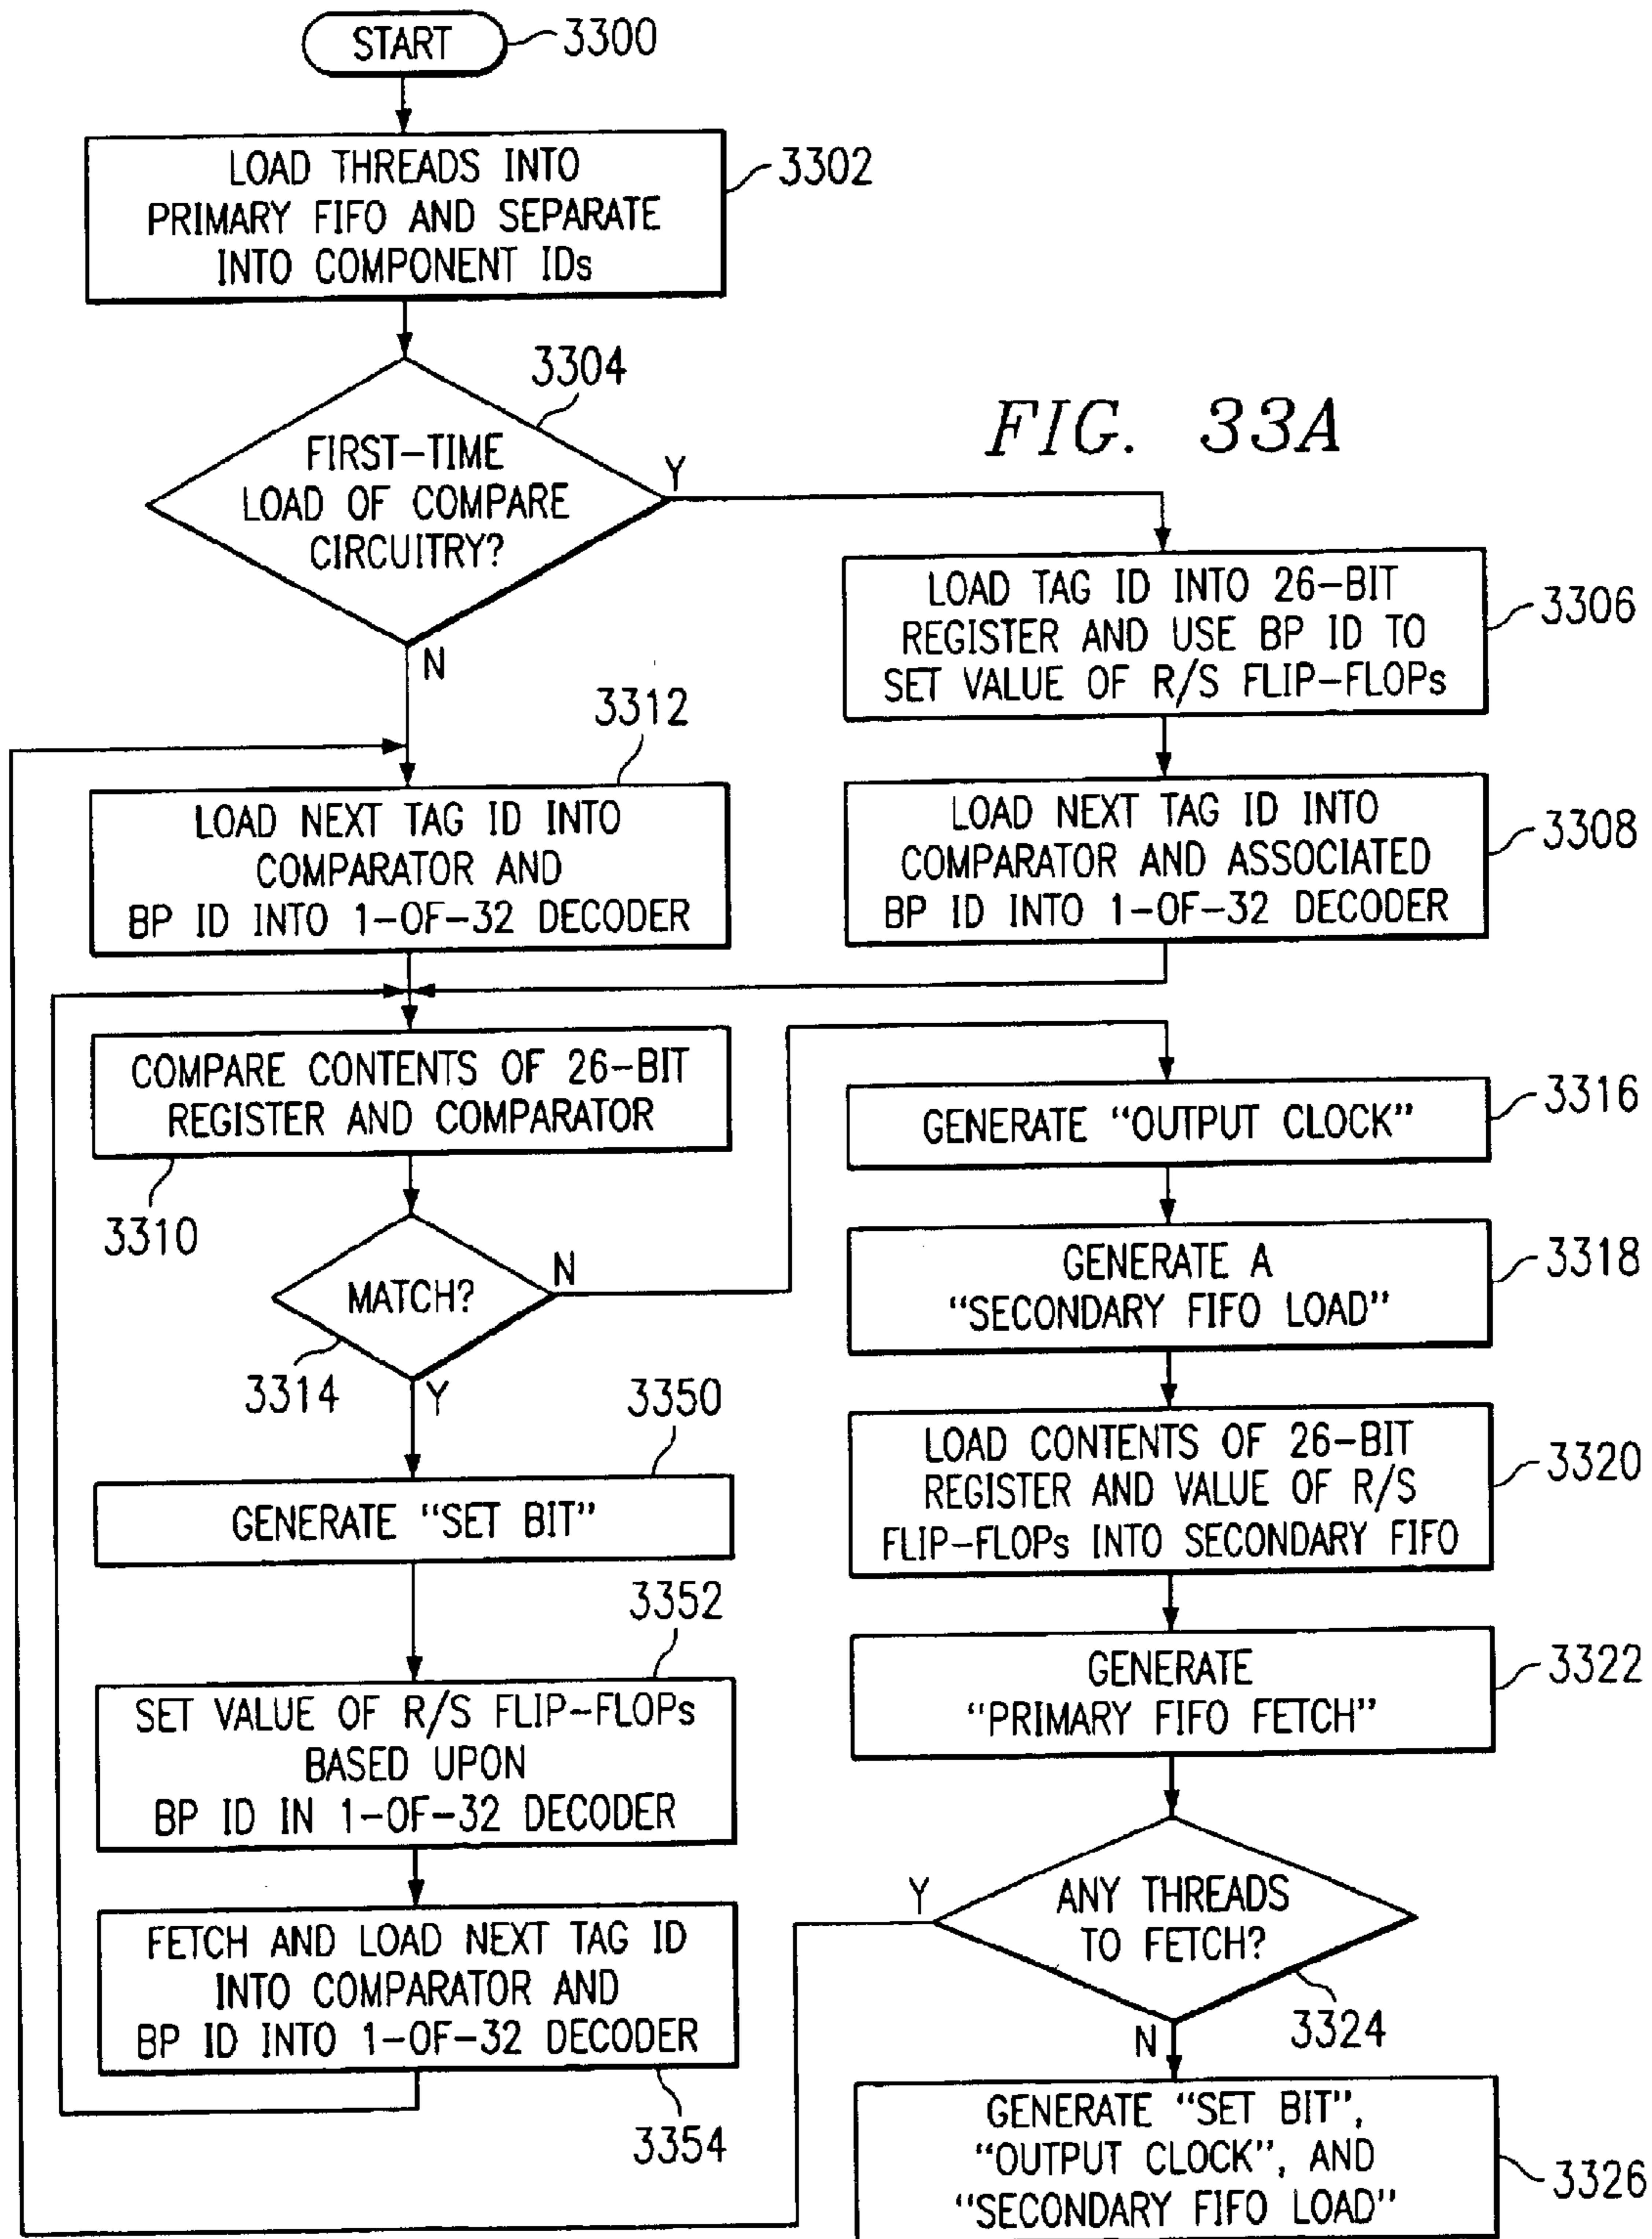 START
3300
LOAD THREADS INTO
PRIMARY FIFO AND SEPARATE
INTO COMPONENT IDs
3302
3304
FIRST-TIME
LOAD OF COMPARE
CIRCUITRY?
Y
N
FIG. 33A
LOAD TAG ID INTO 26-BIT
REGISTER AND USE BP ID TO
SET VALUE OF R/S FLIP-FLOPs
3306
3312
LOAD NEXT TAG ID INTO
COMPARATOR AND
BP ID INTO 1-OF-32 DECODER
LOAD NEXT TAG ID INTO
COMPARATOR AND ASSOCIATED
BP ID INTO 1-OF-32 DECODER
3308
COMPARE CONTENTS OF 26-BIT
REGISTER AND COMPARATOR
3310
MATCH?
N
3314
Y
GENERATE "OUTPUT CLOCK"
3316
GENERATE A
"SECONDARY FIFO LOAD"
3318
3350
GENERATE "SET BIT"
LOAD CONTENTS OF 26-BIT
REGISTER AND VALUE OF R/S
FLIP-FLOPs INTO SECONDARY FIFO
3320
3352
SET VALUE OF R/S FLIP-FLOPs
BASED UPON
BP ID IN 1-OF-32 DECODER
GENERATE
"PRIMARY FIFO FETCH"
3322
FETCH AND LOAD NEXT TAG ID
INTO COMPARATOR AND
BP ID INTO 1-OF-32 DECODER
3354
Y
ANY THREADS
TO FETCH?
3324
N
GENERATE "SET BIT",
"OUTPUT CLOCK", AND
"SECONDARY FIFO LOAD"
3326